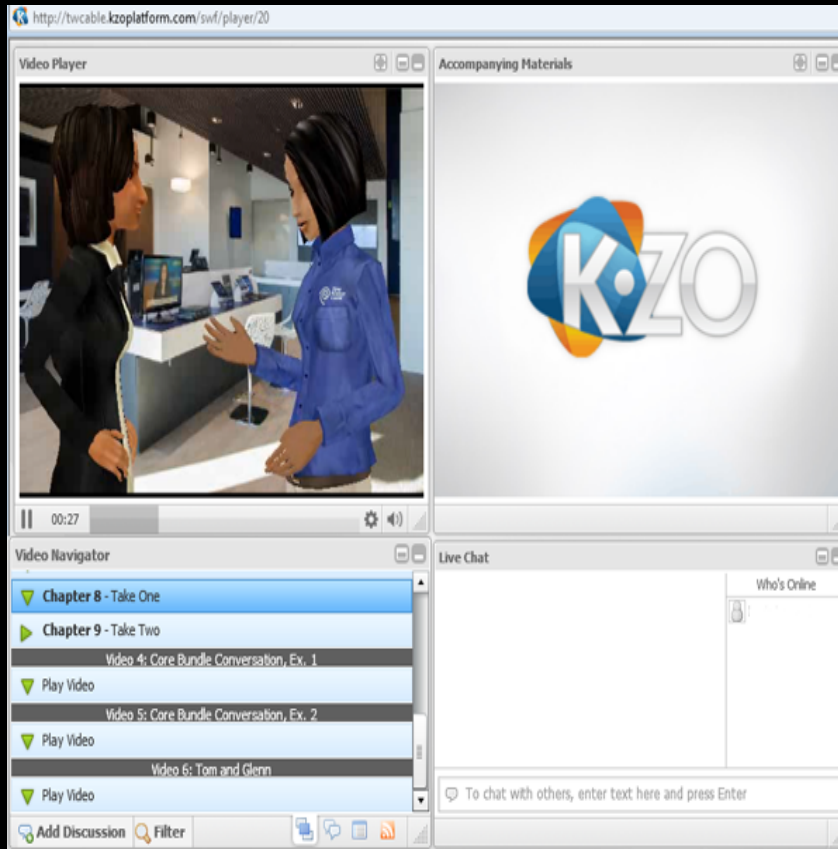 http://twcable.kzoplatform.com/swf/player/20
Video Player
00:27
Accompanying Materials
K·ZO
Video Navigator
Chapter 8 - Take One
Chapter 9 - Take Two
Video 4: Core Bundle Conversation, Ex. 1
Play Video
Video 5: Core Bundle Conversation, Ex. 2
Play Video
Video 6: Tom and Glenn
Play Video
Add Discussion
Filter
Live Chat
Who's Online
To chat with others, enter text here and press Enter